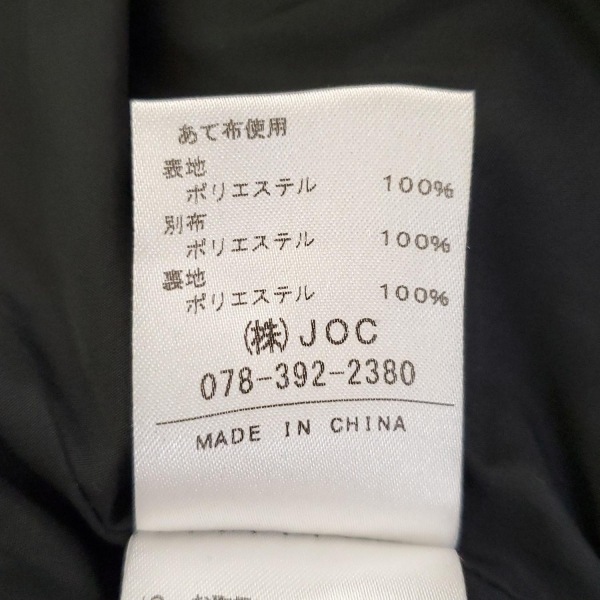 あて布使用
表地
ポリエステル 100%
別布
ポリエステル 100%
裏地
ポリエステル 100%
(株)JOC
078-392-2380
MADE IN CHINA